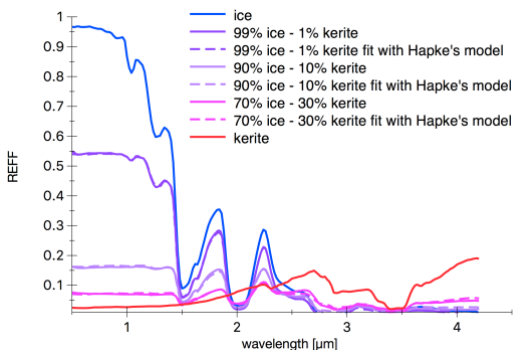 ice
99% ice - 1% kerite
99% ice - 1% kerite fit with Hapke's model
90% ice - 10% kerite
90% ice - 10% kerite fit with Hapke's model
70% ice - 30% kerite
70% ice - 30% kerite fit with Hapke's model
kerite
1
0.9
0.8
0.7
0.6
0.5
0.4
0.3
0.2
0.1
REFF
1 2 3 4
wavelength [µm]